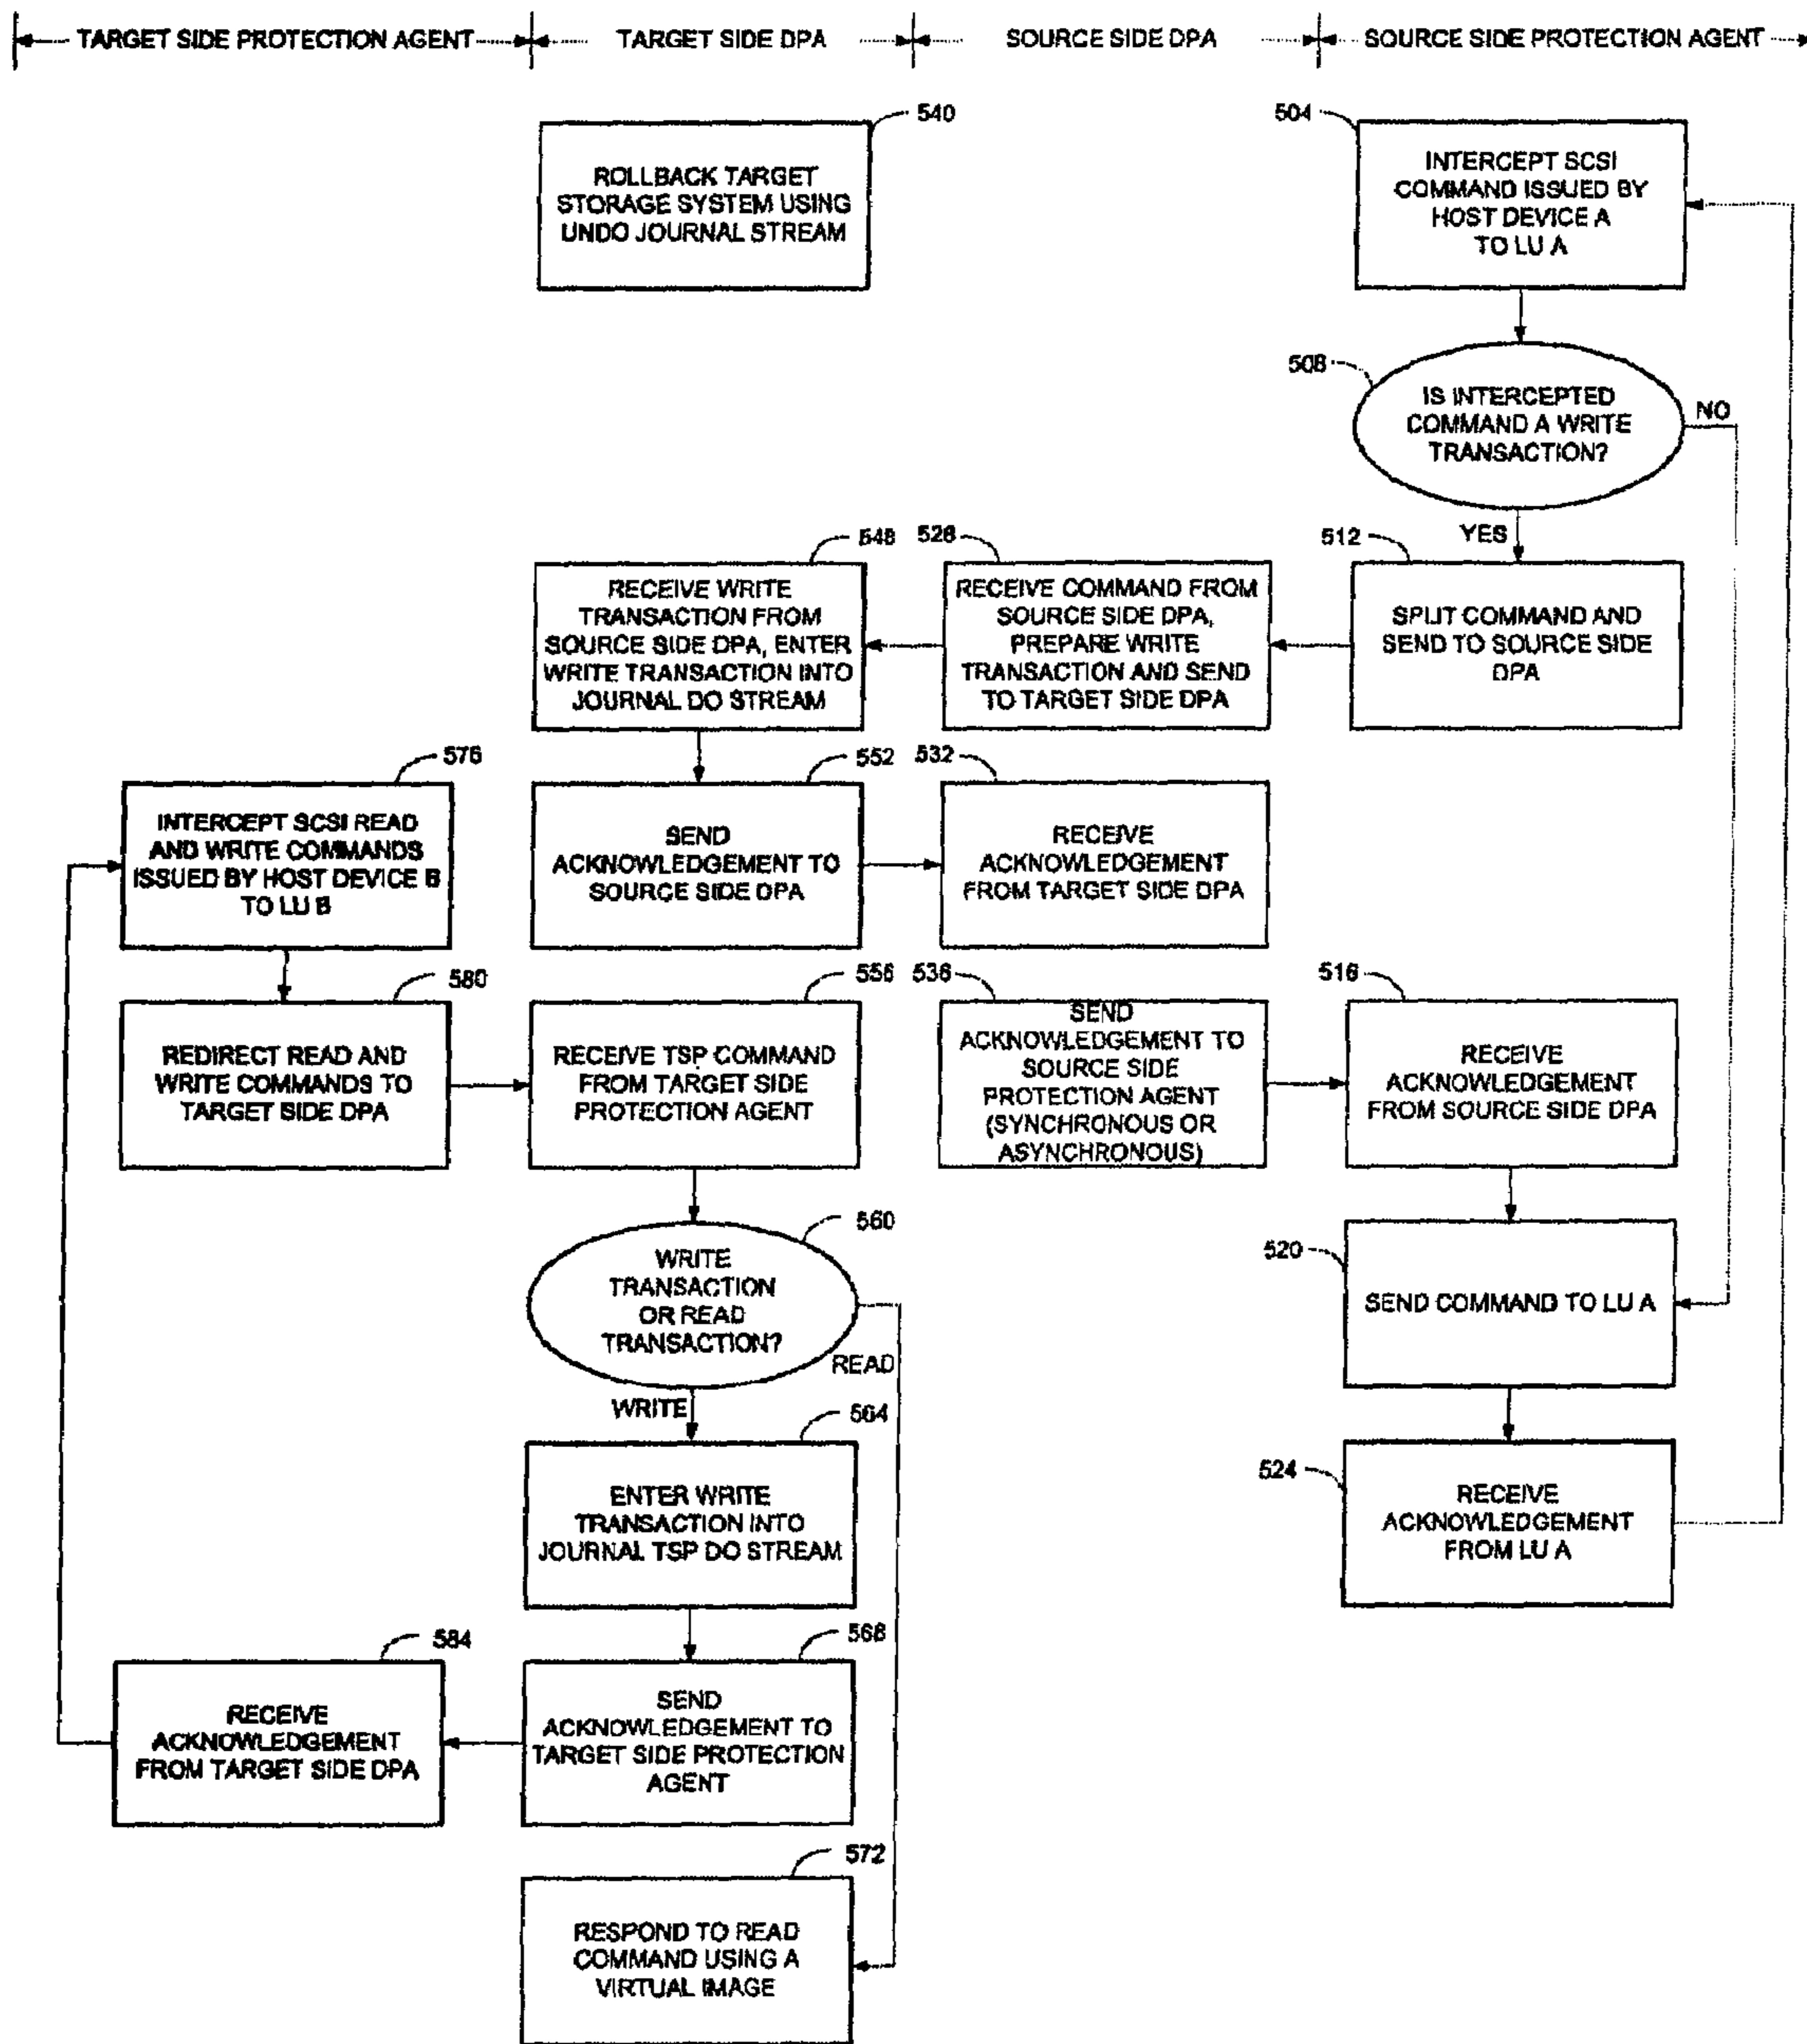 TARGET SIDE PROTECTION AGENT
TARGET SIDE DPA
SOURCE SIDE DPA
SOURCE SIDE PROTECTION AGENT
540
ROLLBACK TARGET
STORAGE SYSTEM USING
UNDO JOURNAL STREAM
504
INTERCEPT SCSI
COMMAND ISSUED BY
HOST DEVICE A
TO LU A
508
IS INTERCEPTED
COMMAND A WRITE
TRANSACTION?
NO
YES
548
RECEIVE WRITE
TRANSACTION FROM
SOURCE SIDE DPA, ENTER
WRITE TRANSACTION INTO
JOURNAL DO STREAM
528
RECEIVE COMMAND FROM
SOURCE SIDE DPA,
PREPARE WRITE
TRANSACTION AND SEND
TO TARGET SIDE DPA
512
SPLIT COMMAND AND
SEND TO SOURCE SIDE
DPA
576
INTERCEPT SCSI READ
AND WRITE COMMANDS
ISSUED BY HOST DEVICE B
TO LU B
552
SEND
ACKNOWLEDGEMENT TO
SOURCE SIDE DPA
532
RECEIVE
ACKNOWLEDGEMENT
FROM TARGET SIDE DPA
580
REDIRECT READ AND
WRITE COMMANDS TO
TARGET SIDE DPA
556
RECEIVE TSP COMMAND
FROM TARGET SIDE
PROTECTION AGENT
536
SEND
ACKNOWLEDGEMENT TO
SOURCE SIDE
PROTECTION AGENT
(SYNCHRONOUS OR
ASYNCHRONOUS)
516
RECEIVE
ACKNOWLEDGEMENT
FROM SOURCE SIDE DPA
560
WRITE
TRANSACTION
OR READ
TRANSACTION?
READ
WRITE
520
SEND COMMAND TO LU A
564
ENTER WRITE
TRANSACTION INTO
JOURNAL TSP DO STREAM
524
RECEIVE
ACKNOWLEDGEMENT
FROM LU A
584
RECEIVE
ACKNOWLEDGEMENT
FROM TARGET SIDE DPA
568
SEND
ACKNOWLEDGEMENT TO
TARGET SIDE PROTECTION
AGENT
572
RESPOND TO READ
COMMAND USING A
VIRTUAL IMAGE